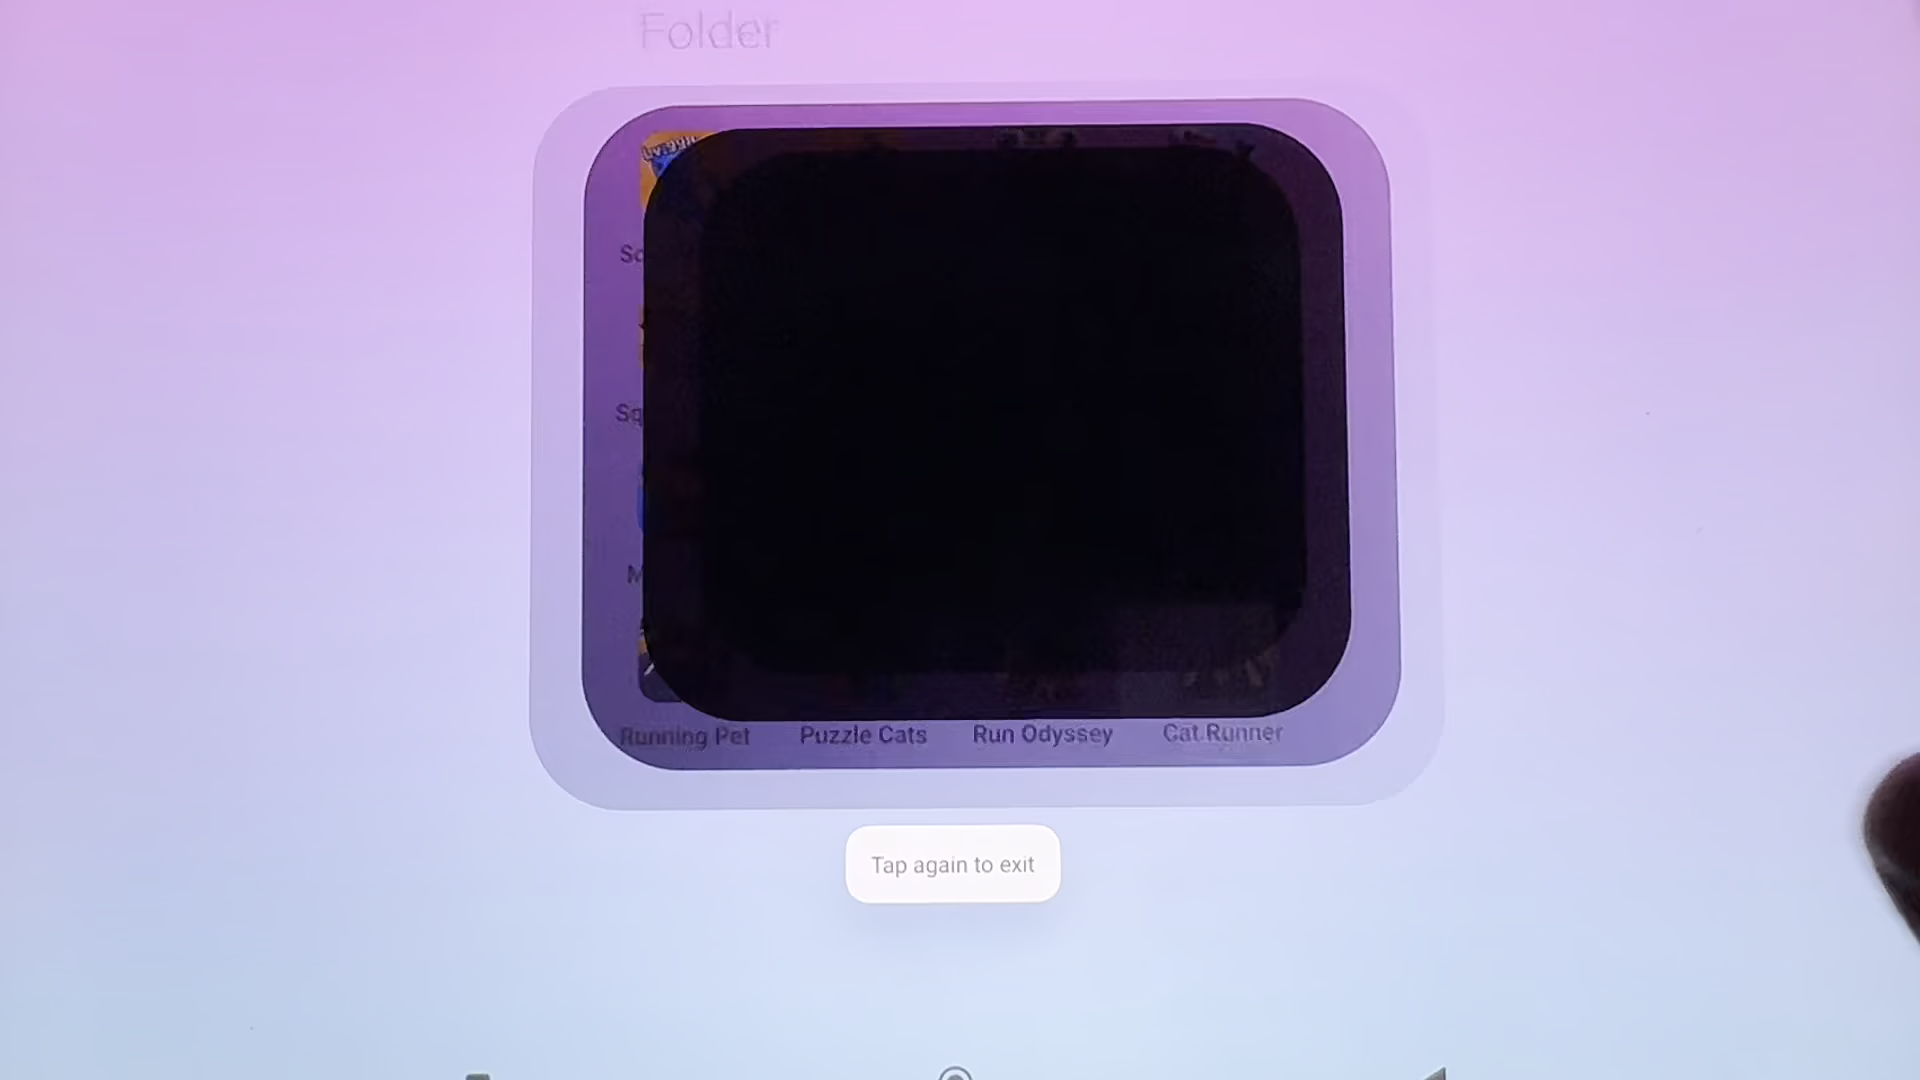 Folder
Running Pet Puzzle Cats Run Odyssey Cat Runner
Tap again to exit